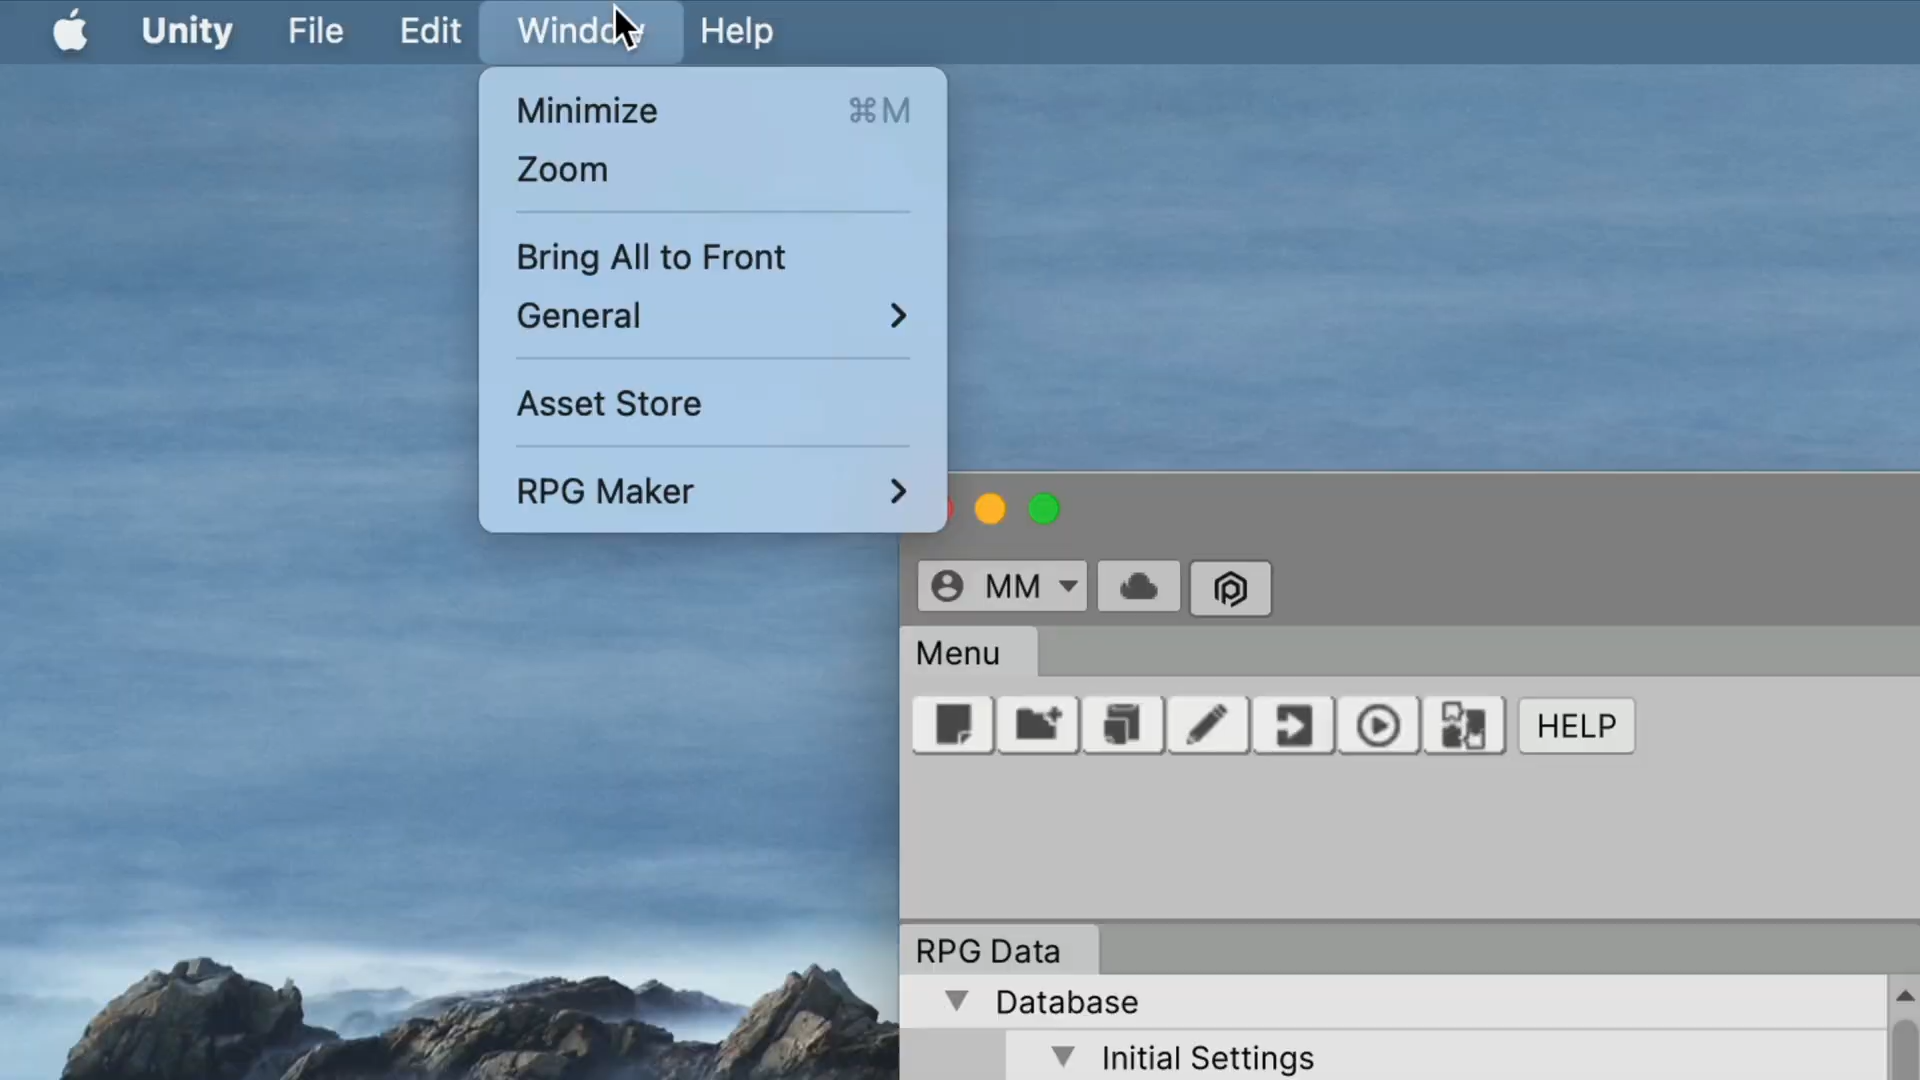 Unity File Edit Window Help
Minimize ⌘M
Zoom
Bring All to Front
General
Asset Store
RPG Maker
MM
Menu
HELP
RPG Data
Database
Initial Settings